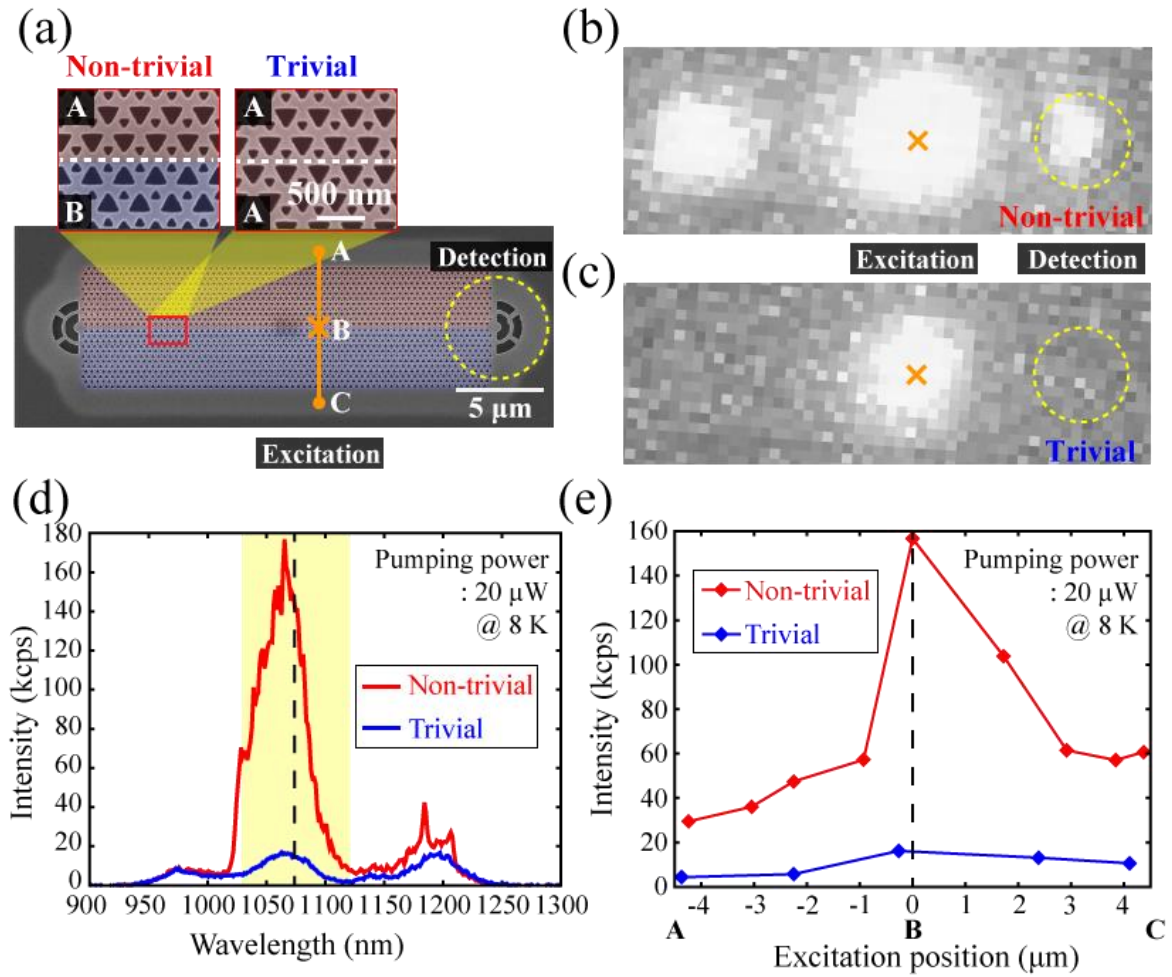 (a)
Non-trivial
Trivial
A
A
500 nm
B
A
A
Detection
B
C
5 μm
Excitation
(b)
Non-trivial
Excitation
Detection
(c)
Trivial
(d)
180
160
140
120
100
80
60
40
20
0
Intensity (kcps)
Pumping power
: 20 μW
@ 8 K
Non-trivial
Trivial
900 950 1000 1050 1100 1150 1200 1250 1300
Wavelength (nm)
(e)
160
140
120
100
80
60
40
20
0
Intensity (kcps)
Non-trivial
Trivial
Pumping power
: 20 μW
@ 8 K
-4 -3 -2 -1 0 1 2 3 4
A B C
Excitation position (μm)